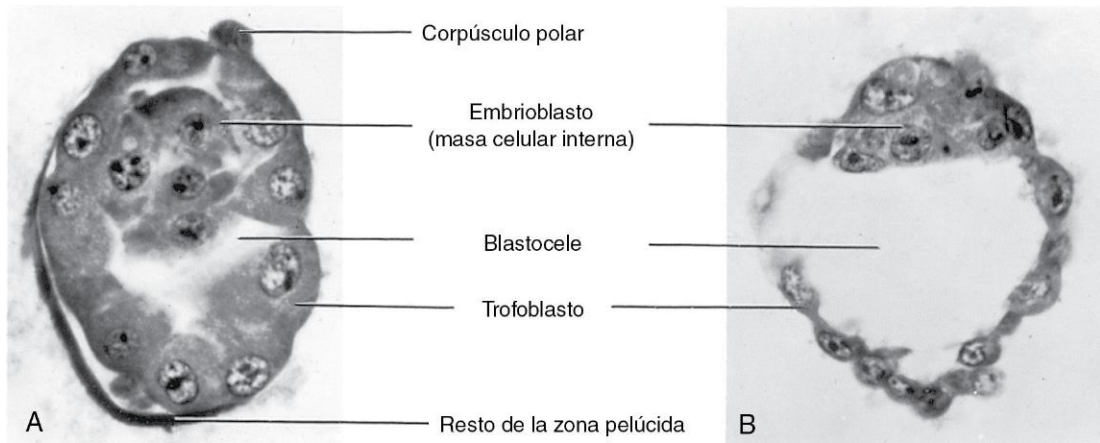 Corpúsculo polar
Embrioblasto
(masa celular interna)
Blastocele
Trofoblasto
Resto de la zona pelúcida
A
B